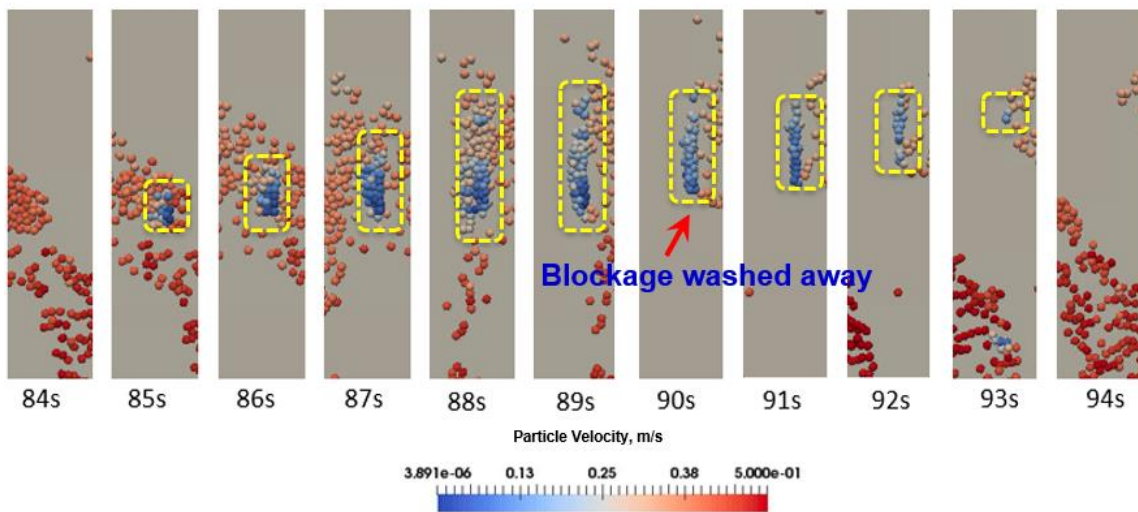 Blockage washed away
84s 85s 86s 87s 88s 89s 90s 91s 92s 93s 94s
Particle Velocity, m/s
3.891e-06 0.13 0.25 0.38 5.000e-01